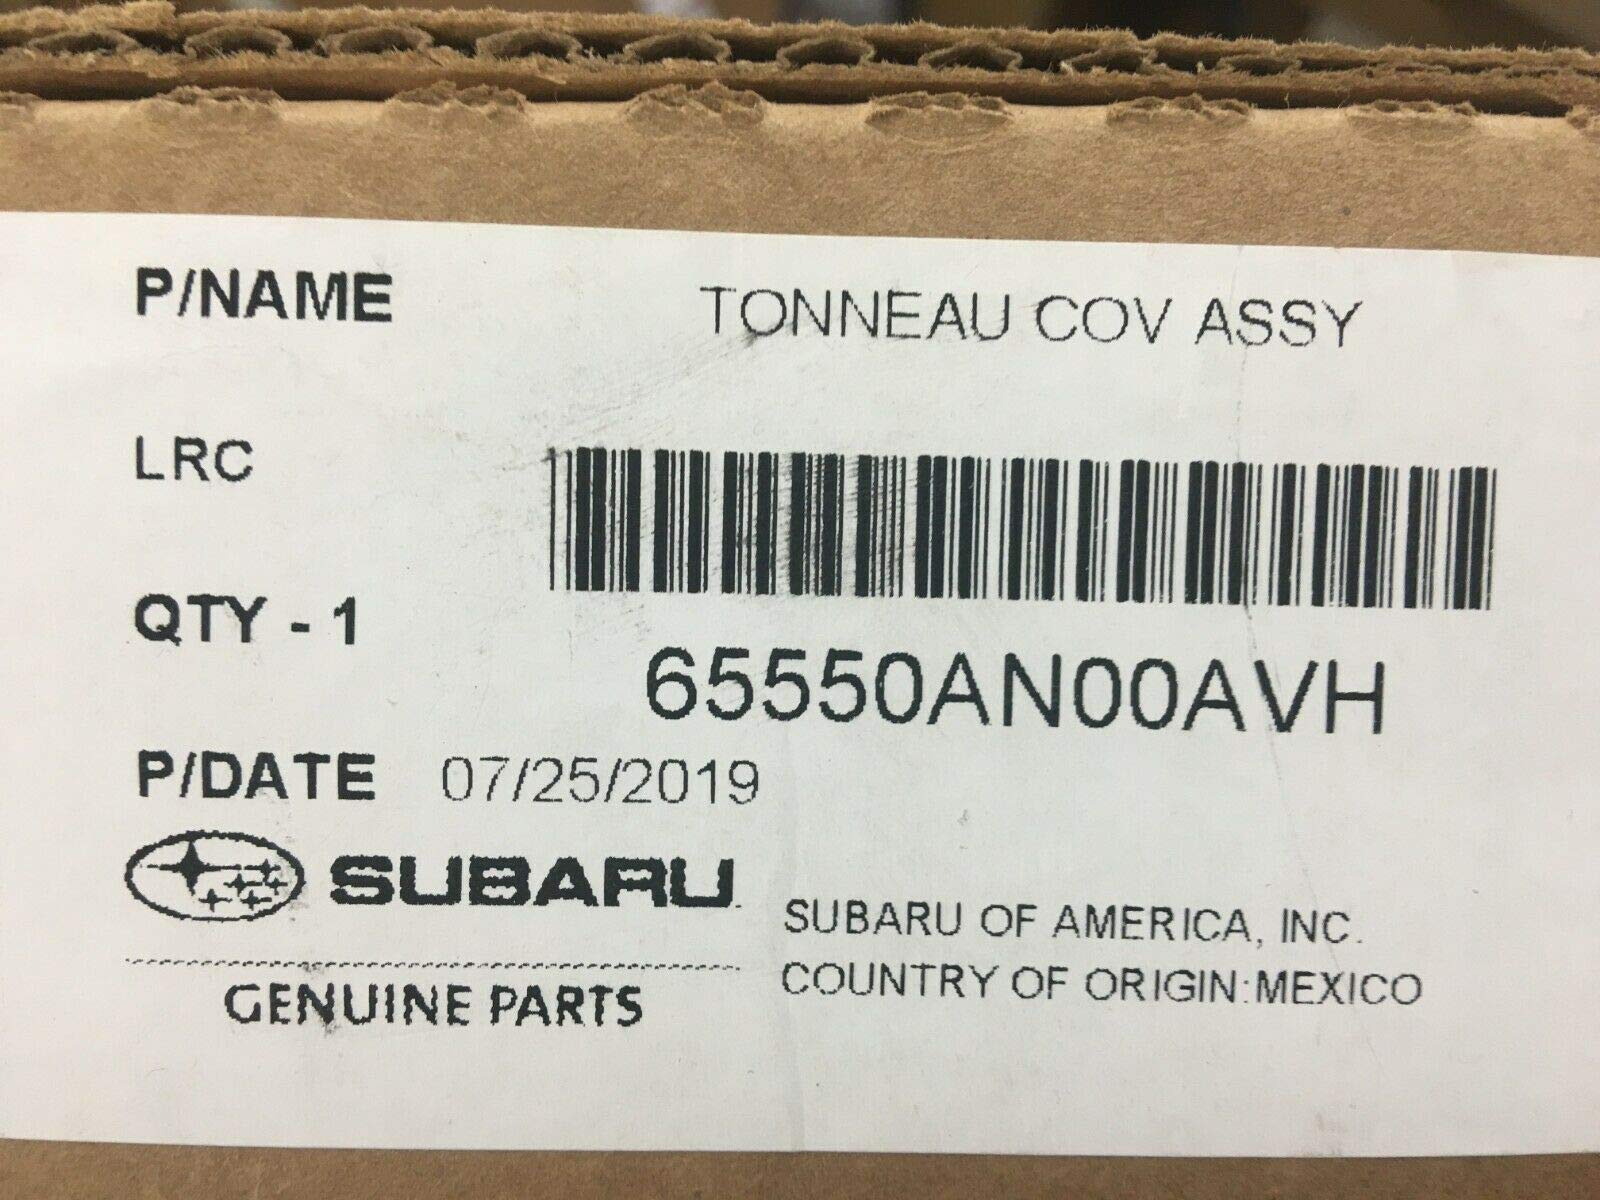 P/NAME TONNEAU COV ASSY
LRC
QTY - 1
65550AN00AVH
P/DATE 07/25/2019
SUBARU
GENUINE PARTS
SUBARU OF AMERICA, INC.
COUNTRY OF ORIGIN:MEXICO